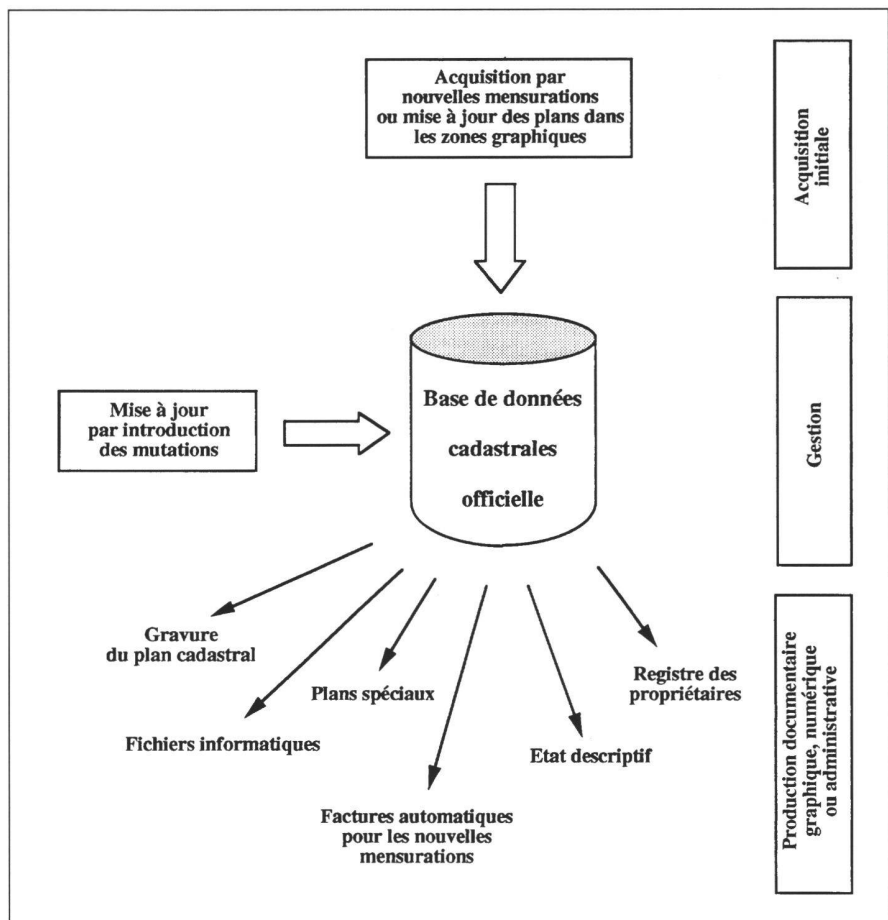 Acquisition par
nouvelles mensurations
ou mise à jour des plans dans
les zones graphiques
Acquisition
initiale
Mise à jour
par introduction
des mutations
Base de données
cadastrales
officielle
Gestion
Gravure
du plan cadastral
Fichiers informatiques
Plans spéciaux
Factures automatiques
pour les nouvelles
mensurations
Etat descriptif
Registre des
propriétaires
Production documentaire
graphique, numérique
ou administrative